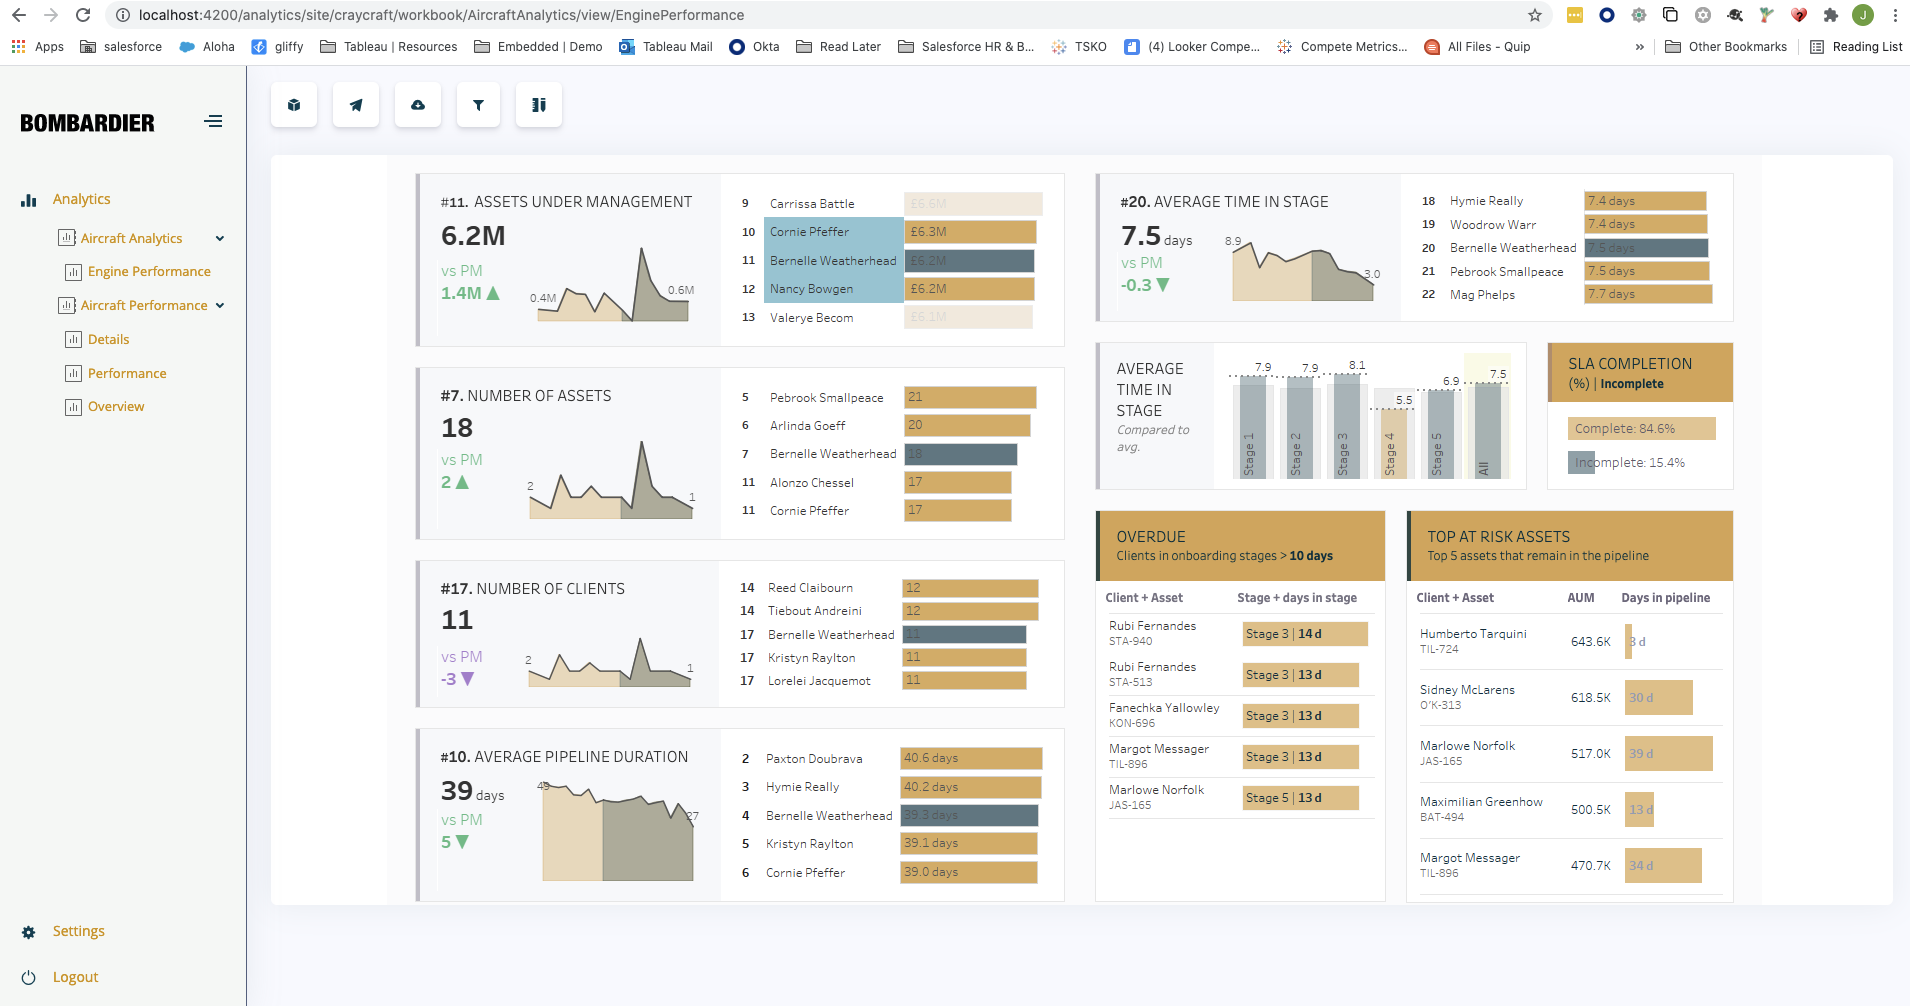 localhost:4200/analytics/site/craycraft/workbook/AircraftAnalytics/view/EnginePerformance
J
Apps
salesforce
Aloha
gliffy
Tableau | Resources
Embedded | Demo
Tableau Mail
Okta
Read Later
Salesforce HR & B...
TSKO
(4) Looker Compe...
Compete Metrics...
All Files - Quip
»
Other Bookmarks
Reading List
BOMBARDIER
Analytics
Aircraft Analytics
Engine Performance
Aircraft Performance
Details
Performance
Overview
Settings
Logout
#11. ASSETS UNDER MANAGEMENT
6.2M
vs PM
1.4M ▲
0.4M
0.6M
9 Carrissa Battle £6.6M
10 Cornie Pfeffer £6.3M
11 Bernelle Weatherhead £6.2M
12 Nancy Bowgen £6.2M
13 Valerye Becom £6.1M
#7. NUMBER OF ASSETS
18
vs PM
2 ▲
2
1
5 Pebrook Smallpeace 21
6 Arlinda Goeff 20
7 Bernelle Weatherhead 18
11 Alonzo Chessel 17
11 Cornie Pfeffer 17
#17. NUMBER OF CLIENTS
11
vs PM
-3 ▼
2
1
14 Reed Claibourn 12
14 Tiebout Andreini 12
17 Bernelle Weatherhead 11
17 Kristyn Raylton 11
17 Lorelei Jacquemot 11
#10. AVERAGE PIPELINE DURATION
39 days
vs PM
5 ▼
49
27
2 Paxton Doubrava 40.6 days
3 Hymie Really 40.2 days
4 Bernelle Weatherhead 39.3 days
5 Kristyn Raylton 39.1 days
6 Cornie Pfeffer 39.0 days
#20. AVERAGE TIME IN STAGE
7.5 days
vs PM
-0.3 ▼
8.9
3.0
18 Hymie Really 7.4 days
19 Woodrow Warr 7.4 days
20 Bernelle Weatherhead 7.5 days
21 Pebrook Smallpeace 7.5 days
22 Mag Phelps 7.7 days
AVERAGE
TIME IN
STAGE
Compared to
avg.
7.9 7.9 8.1 5.5 6.9 7.5
Stage 1 Stage 2 Stage 3 Stage 4 Stage 5 All
SLA COMPLETION
(%) | Incomplete
Complete: 84.6%
Incomplete: 15.4%
OVERDUE
Clients in onboarding stages > 10 days
Client + Asset Stage + days in stage
Rubi Fernandes
STA-940
Stage 3 | 14 d
Rubi Fernandes
STA-513
Stage 3 | 13 d
Fanechka Yallowley
KON-696
Stage 3 | 13 d
Margot Messager
TIL-896
Stage 3 | 13 d
Marlowe Norfolk
JAS-165
Stage 5 | 13 d
TOP AT RISK ASSETS
Top 5 assets that remain in the pipeline
Client + Asset AUM Days in pipeline
Humberto Tarquini
TIL-724
643.6K 3 d
Sidney McLarens
O'K-313
618.5K 30 d
Marlowe Norfolk
JAS-165
517.0K 39 d
Maximilian Greenhow
BAT-494
500.5K 13 d
Margot Messager
TIL-896
470.7K 34 d